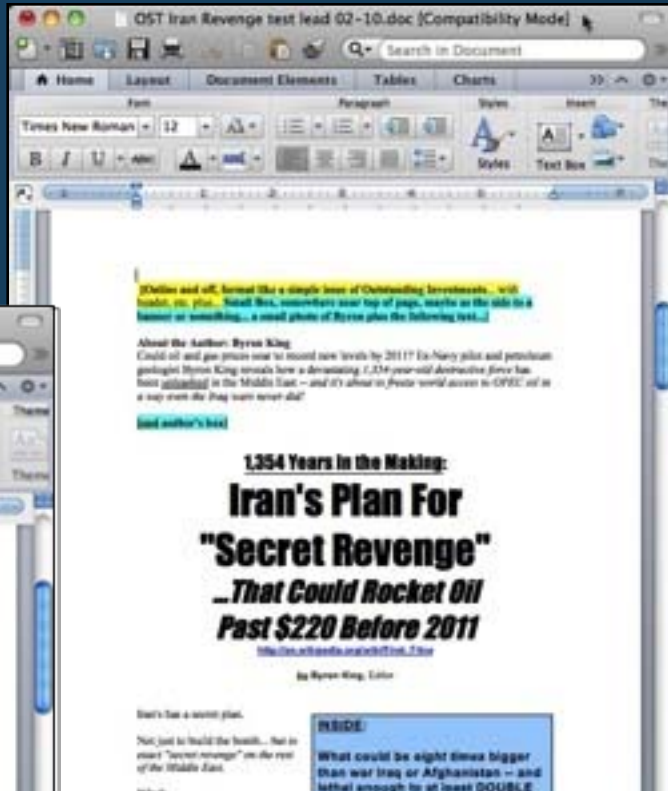 OST Iran Revenge test lead 02-10.doc [Compatibility Mode]
Search in Document
Home Layout Document Elements Tables Charts
Font Paragraph Styles Insert
Times New Roman 12
B I U ABC A Styles Text Box
Theme
[Outline and off, format like a simple issue of Outstanding Investments... with
header, etc. plus... Small box, somewhere near top of page, maybe as the side to a
banner or something... a small photo of Byron plus the following text...]
About the Author: Byron King
Could oil and gas prices soar to record new levels by 2011? Ex-Navy pilot and petroleum
geologist Byron King reveals how a devastating 1,354-year-old destructive force has
been unleashed in the Middle East – and it's about to freeze world access to OPEC oil in
a way even the Iraq wars never did!
[end author's box]
1,354 Years in the Making:
Iran's Plan For
"Secret Revenge"
...That Could Rocket Oil
Past $220 Before 2011
by Byron King, Editor
Iran's has a secret plan.
Not just to build the bomb... but to
exact "secret revenge" on the rest
of the Middle East.
INSIDE:
What could be eight times bigger
than war Iraq or Afghanistan – and
lethal enough to at least DOUBLE